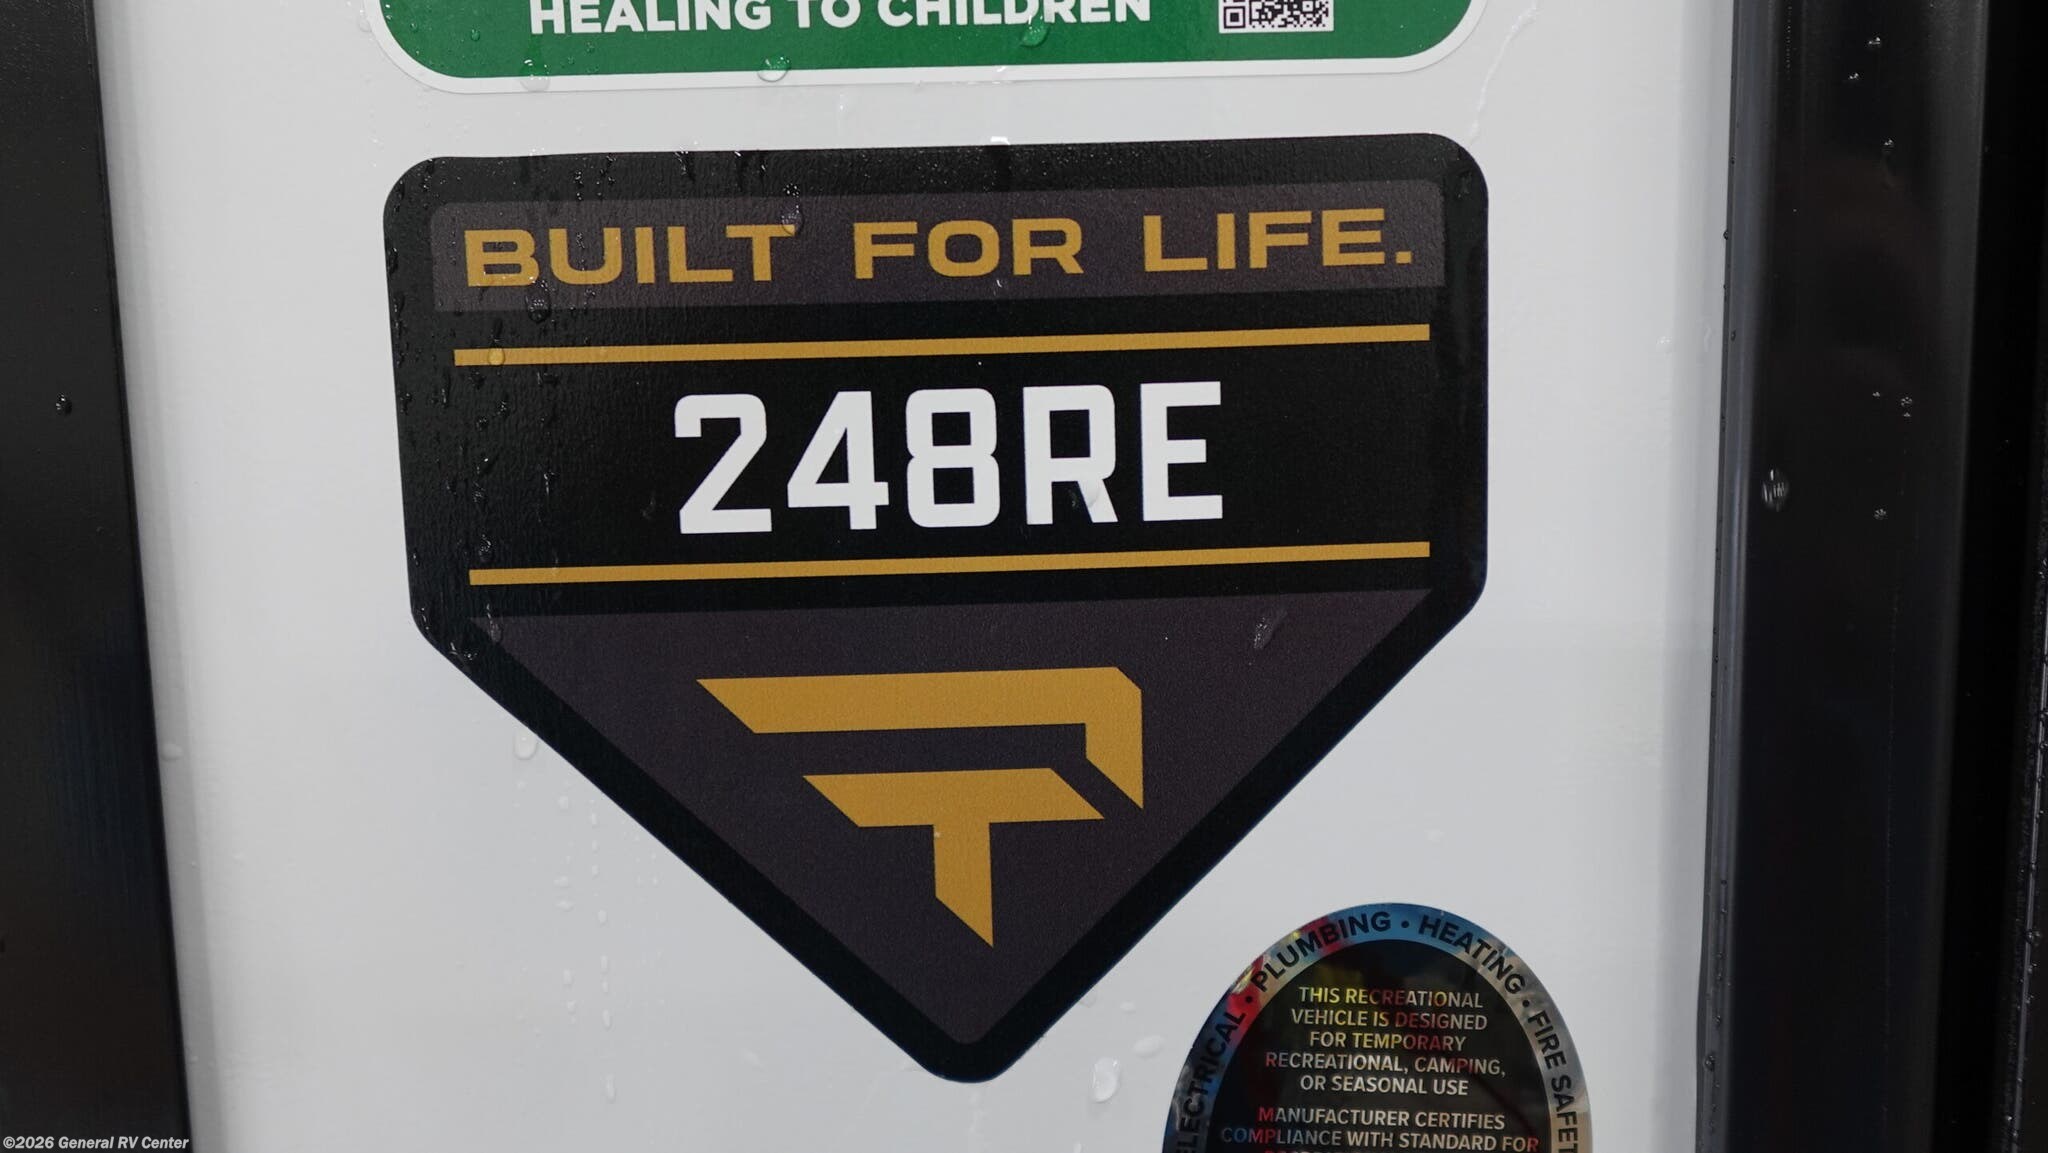 HEALING TO CHILDREN
BUILT FOR LIFE.
248RE
ELECTRICAL • PLUMBING • HEATING • FIRE SAFET
THIS RECREATIONAL
VEHICLE IS DESIGNED
FOR TEMPORARY
RECREATIONAL, CAMPING,
OR SEASONAL USE
MANUFACTURER CERTIFIES
COMPLIANCE WITH STANDARD FOR
©2026 General RV Center